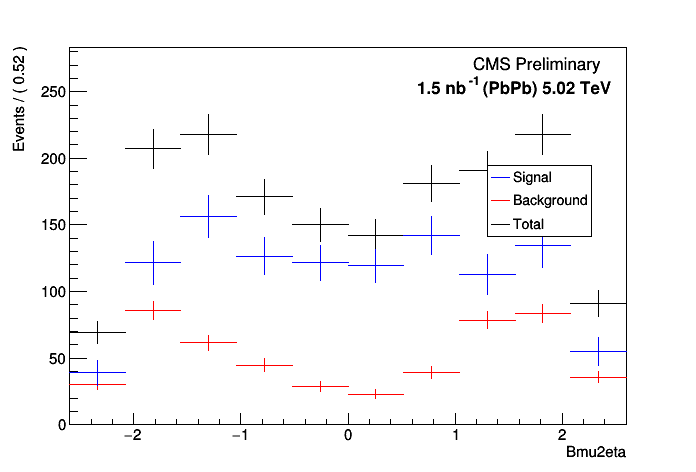 CMS Preliminary
1.5 nb-1 (PbPb) 5.02 TeV
Events / ( 0.52 )
250
200
150
100
50
0
Signal
Background
Total
−2 −1 0 1 2
Bmu2eta